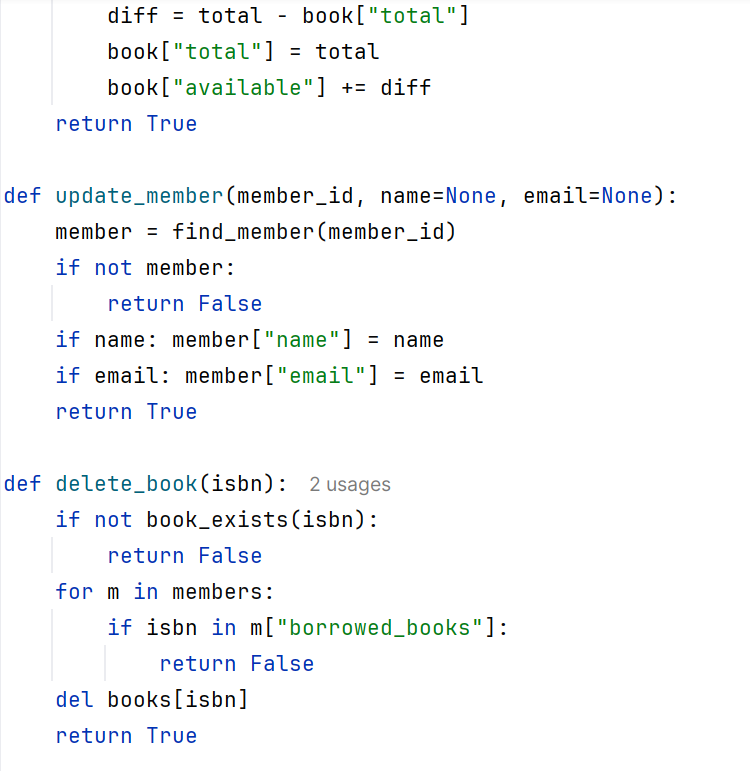 diff = total - book["total"]
        book["total"] = total
        book["available"] += diff
    return True

def update_member(member_id, name=None, email=None):
    member = find_member(member_id)
    if not member:
        return False
    if name: member["name"] = name
    if email: member["email"] = email
    return True

def delete_book(isbn):  2 usages
    if not book_exists(isbn):
        return False
    for m in members:
        if isbn in m["borrowed_books"]:
            return False
    del books[isbn]
    return True